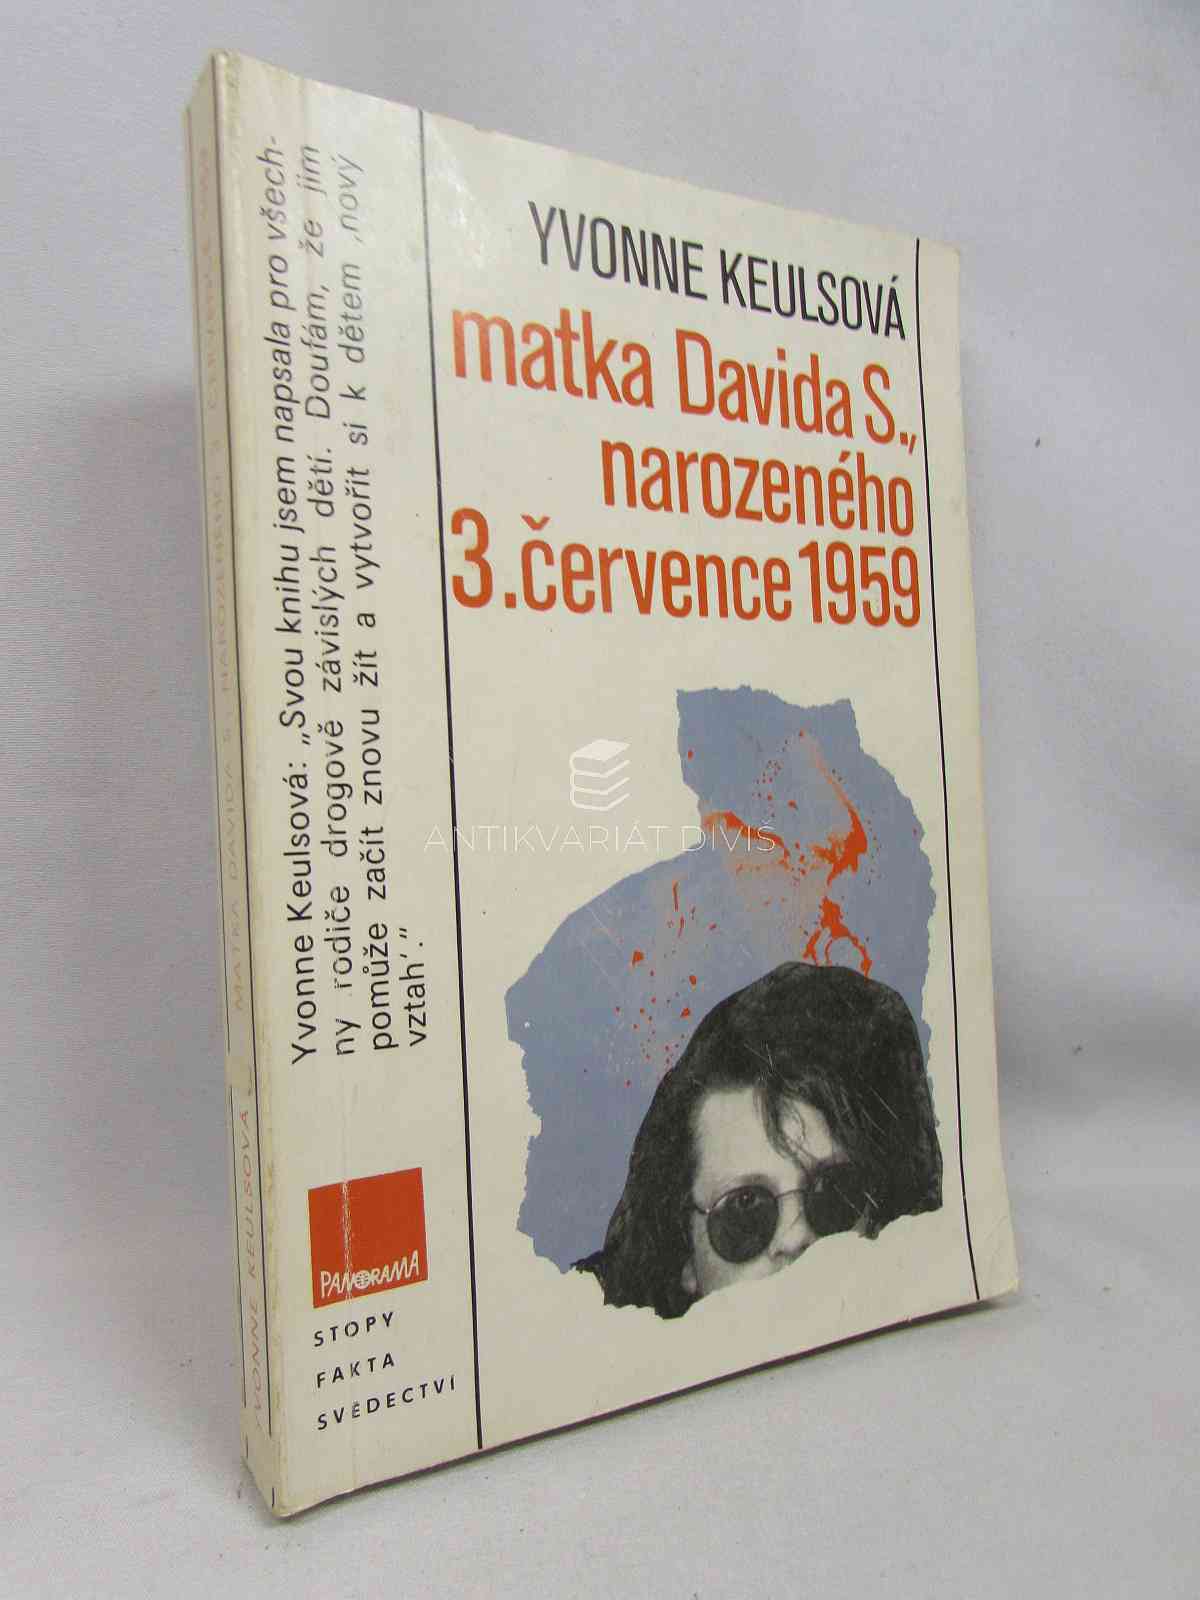 YVONNE KEULSOVÁ
matka Davida S.,
narozeného
3. července 1959
Yvonne Keulsová: „Svou knihu jsem napsala pro všech-
ny rodiče drogově závislých dětí. Doufám, že jim
pomůže začít znovu žít a vytvořit si k dětem ‚nový
vztah‘.“
PANORAMA
STOPY
FAKTA
SVĚDECTVÍ
YVONNE KEULSOVÁ
MATKA DAVIDA S., NAROZENÉHO 3. ČERVENCE 1959
ANTIKVARIÁT DIVIŠ